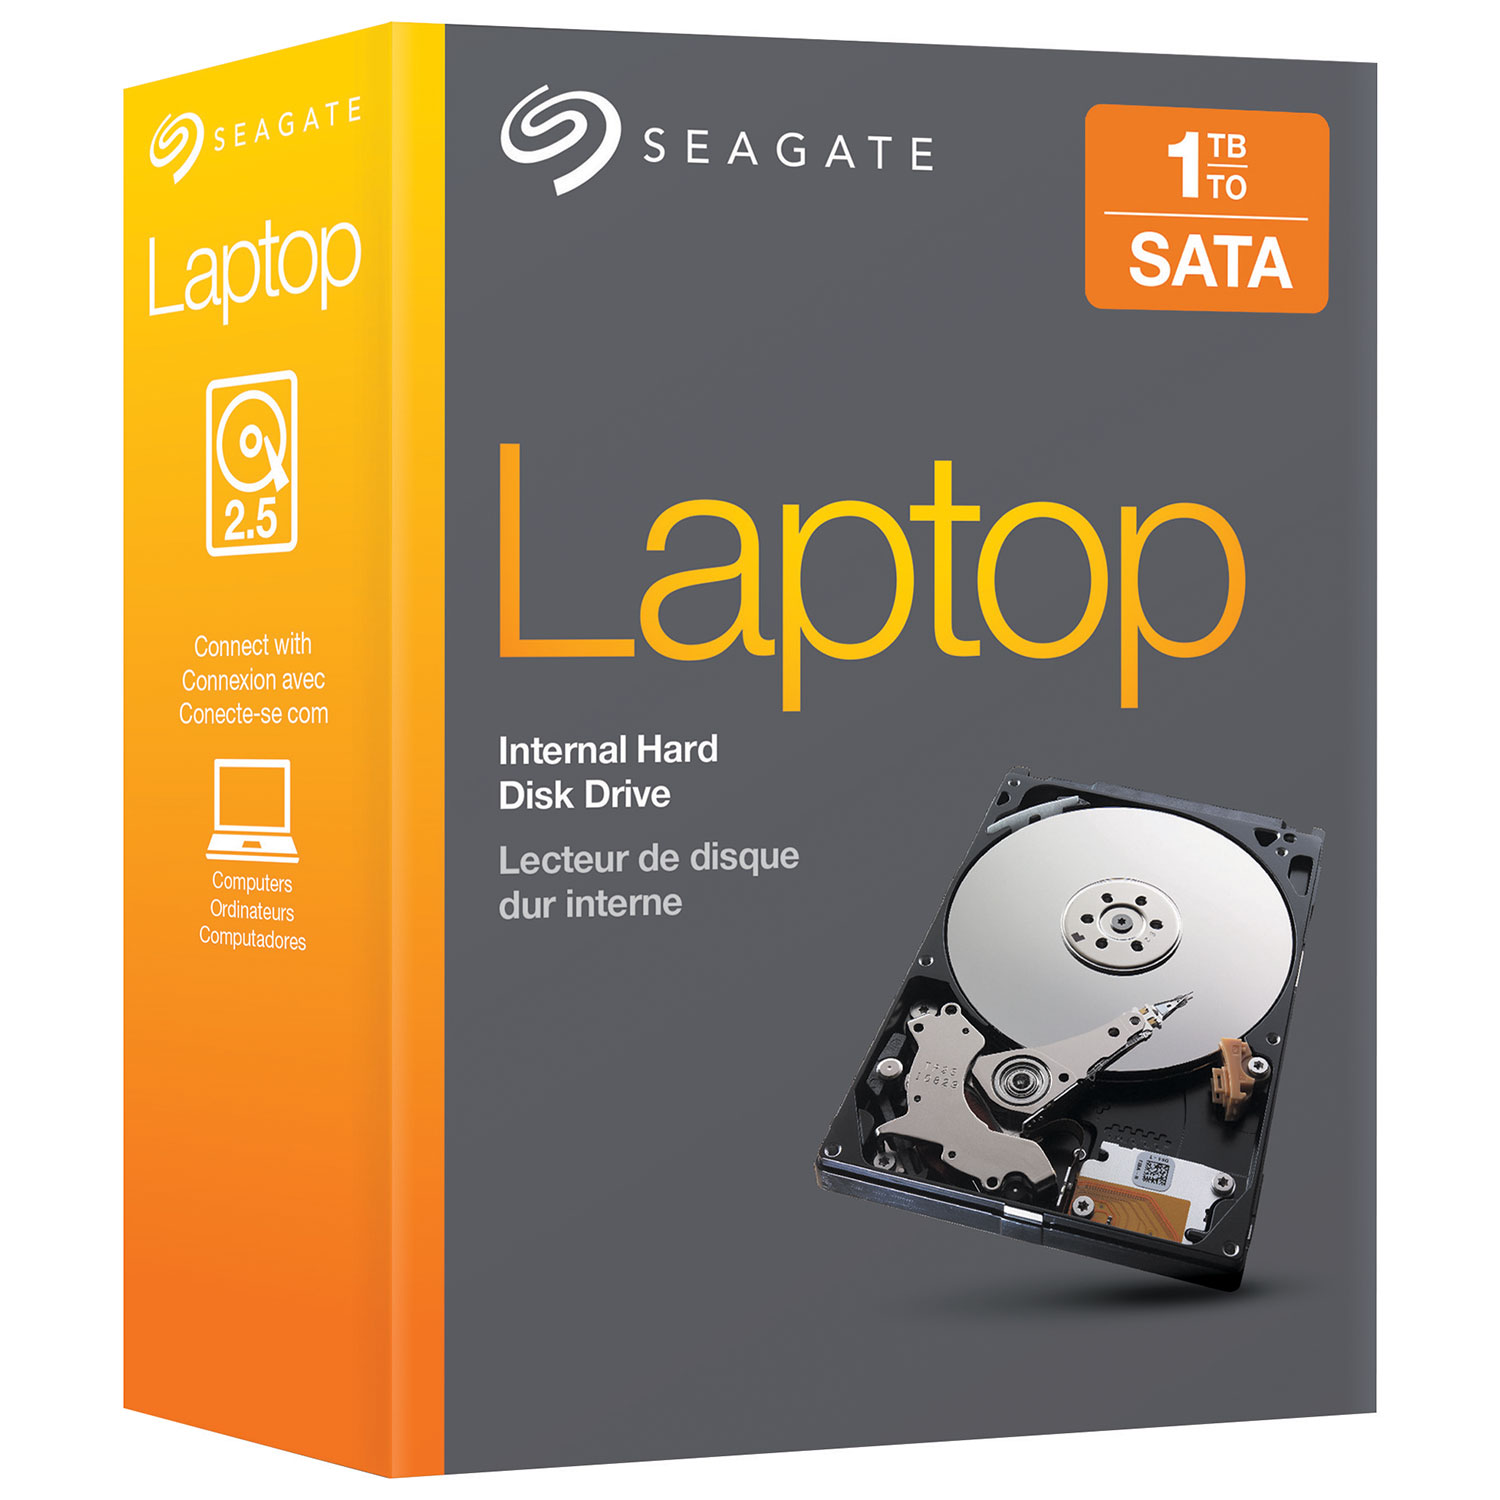 SEAGATE
Laptop
2.5
Connect with
Connexion avec
Conecte-se com
Computers
Ordinateurs
Computadores
SEAGATE
1 TB
TO
SATA
Laptop
Internal Hard
Disk Drive
Lecteur de disque
dur interne